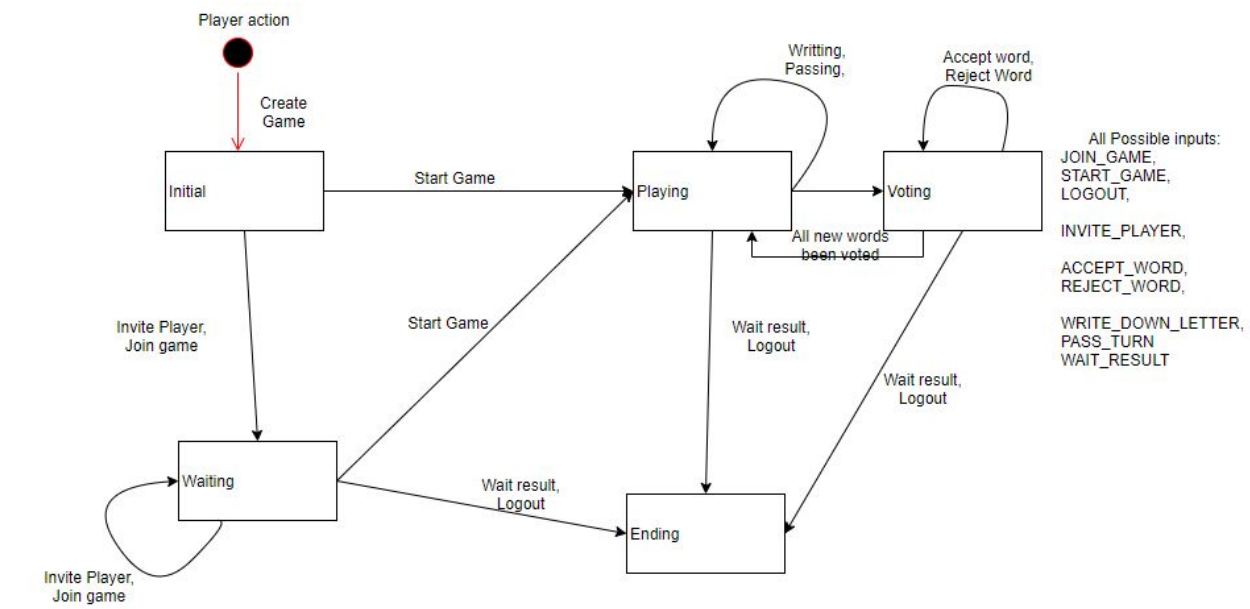 Player action
Create
Game
Initial
Start Game
Writting,
Passing,
Playing
Accept word,
Reject Word
Voting
All new words
been voted
All Possible inputs:
JOIN_GAME,
START_GAME,
LOGOUT,
INVITE_PLAYER,
ACCEPT_WORD,
REJECT_WORD,
WRITE_DOWN_LETTER,
PASS_TURN
WAIT_RESULT
Invite Player,
Join game
Start Game
Wait result,
Logout
Wait result,
Logout
Waiting
Wait result,
Logout
Ending
Invite Player,
Join game